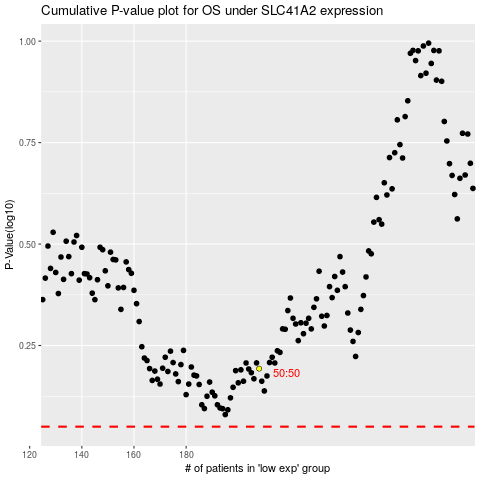 Cumulative P-value plot for OS under SLC41A2 expression
P-Value(log10)
1.00
0.75
0.50
0.25
50:50
120 140 160 180
# of patients in 'low exp' group